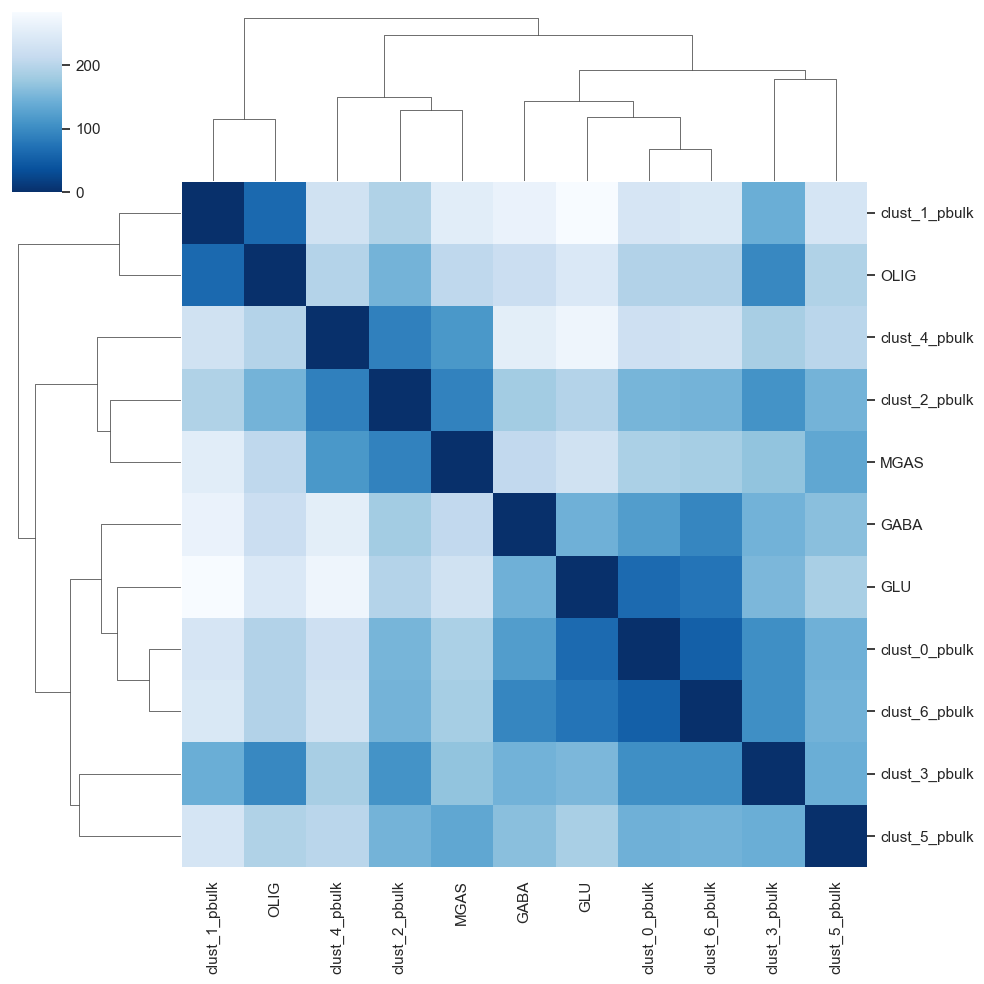 200
100
0
clust_1_pbulk
OLIG
clust_4_pbulk
clust_2_pbulk
MGAS
GABA
GLU
clust_0_pbulk
clust_6_pbulk
clust_3_pbulk
clust_5_pbulk
clust_1_pbulk
OLIG
clust_4_pbulk
clust_2_pbulk
MGAS
GABA
GLU
clust_0_pbulk
clust_6_pbulk
clust_3_pbulk
clust_5_pbulk